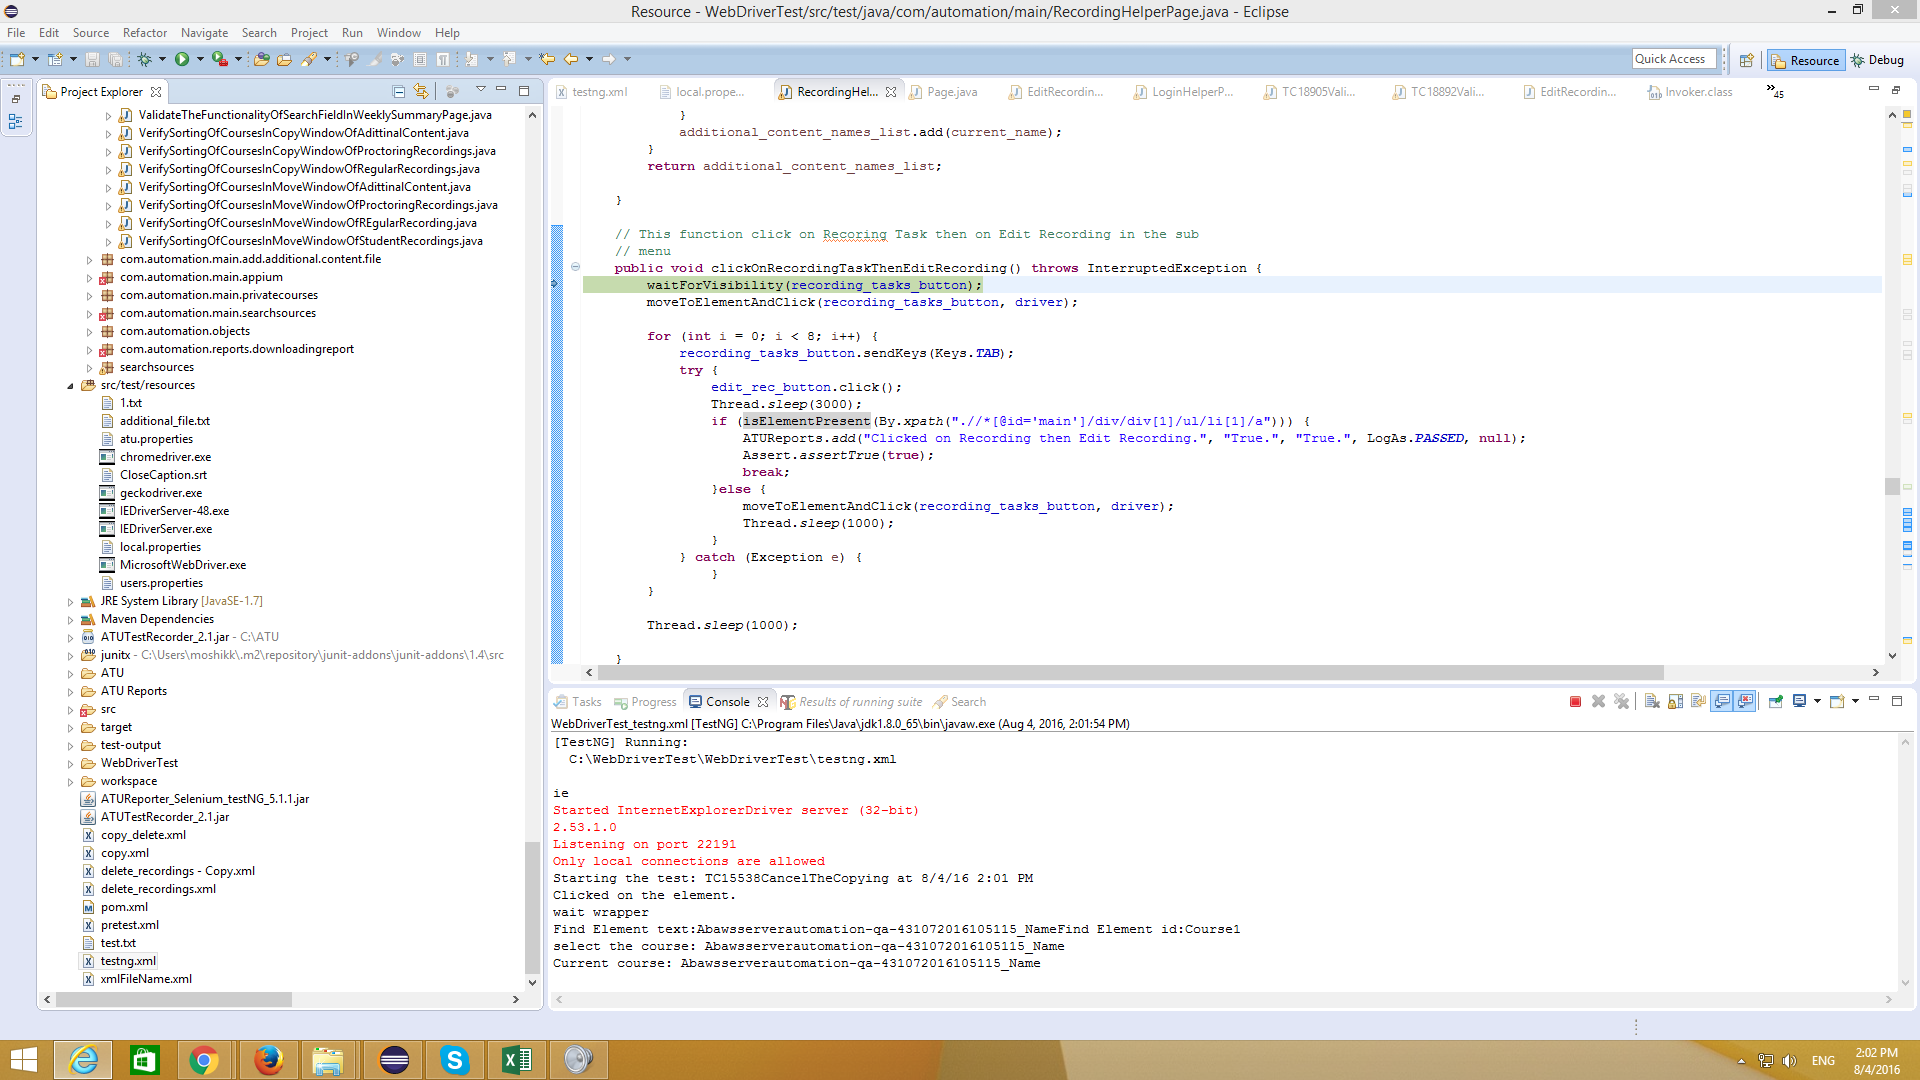 Resource - WebDriverTest/src/test/java/com/automation/main/RecordingHelperPage.java - Eclipse
File Edit Source Refactor Navigate Search Project Run Window Help
Quick Access
Resource
Debug
Project Explorer
ValidateTheFunctionalityOfSearchFieldInWeeklySummaryPage.java
VerifySortingOfCoursesInCopyWindowOfAdittinalContent.java
VerifySortingOfCoursesInCopyWindowOfProctoringRecordings.java
VerifySortingOfCoursesInCopyWindowOfRegularRecordings.java
VerifySortingOfCoursesInMoveWindowOfAdittinalContent.java
VerifySortingOfCoursesInMoveWindowOfProctoringRecordings.java
VerifySortingOfCoursesInMoveWindowOfREgularRecording.java
VerifySortingOfCoursesInMoveWindowOfStudentRecordings.java
com.automation.main.add.additional.content.file
com.automation.main.appium
com.automation.main.privatecourses
com.automation.main.searchsources
com.automation.objects
com.automation.reports.downloadingreport
searchsources
src/test/resources
1.txt
additional_file.txt
atu.properties
chromedriver.exe
CloseCaption.srt
geckodriver.exe
IEDriverServer-48.exe
IEDriverServer.exe
local.properties
MicrosoftWebDriver.exe
users.properties
JRE System Library [JavaSE-1.7]
Maven Dependencies
ATUTestRecorder_2.1.jar - C:\ATU
junitx - C:\Users\moshikk\.m2\repository\junit-addons\junit-addons\1.4\src
ATU
ATU Reports
src
target
test-output
WebDriverTest
workspace
ATUReporter_Selenium_testNG_5.1.1.jar
ATUTestRecorder_2.1.jar
copy_delete.xml
copy.xml
delete_recordings - Copy.xml
delete_recordings.xml
pom.xml
pretest.xml
test.txt
testng.xml
xmlFileName.xml
testng.xml local.prope... RecordingHel... Page.java EditRecordin... LoginHelperP... TC18905Vali... TC18892Vali... EditRecordin... Invoker.class »45
}
additional_content_names_list.add(current_name);
}
return additional_content_names_list;
}
// This function click on Recoring Task then on Edit Recording in the sub
// menu
public void clickOnRecordingTaskThenEditRecording() throws InterruptedException {
waitForVisibility(recording_tasks_button);
moveToElementAndClick(recording_tasks_button, driver);
for (int i = 0; i < 8; i++) {
recording_tasks_button.sendKeys(Keys.TAB);
try {
edit_rec_button.click();
Thread.sleep(3000);
if (isElementPresent(By.xpath(".//*[@id='main']/div/div[1]/ul/li[1]/a"))) {
ATUReports.add("Clicked on Recording then Edit Recording.", "True.", "True.", LogAs.PASSED, null);
Assert.assertTrue(true);
break;
}else {
moveToElementAndClick(recording_tasks_button, driver);
Thread.sleep(1000);
}
} catch (Exception e) {
}
}
Thread.sleep(1000);
}
Tasks Progress Console Results of running suite Search
WebDriverTest_testng.xml [TestNG] C:\Program Files\Java\jdk1.8.0_65\bin\javaw.exe (Aug 4, 2016, 2:01:54 PM)
[TestNG] Running:
C:\WebDriverTest\WebDriverTest\testng.xml
ie
Started InternetExplorerDriver server (32-bit)
2.53.1.0
Listening on port 22191
Only local connections are allowed
Starting the test: TC15538CancelTheCopying at 8/4/16 2:01 PM
Clicked on the element.
wait wrapper
Find Element text:Abawsserverautomation-qa-431072016105115_NameFind Element id:Course1
select the course: Abawsserverautomation-qa-431072016105115_Name
Current course: Abawsserverautomation-qa-431072016105115_Name
ENG
2:02 PM
8/4/2016